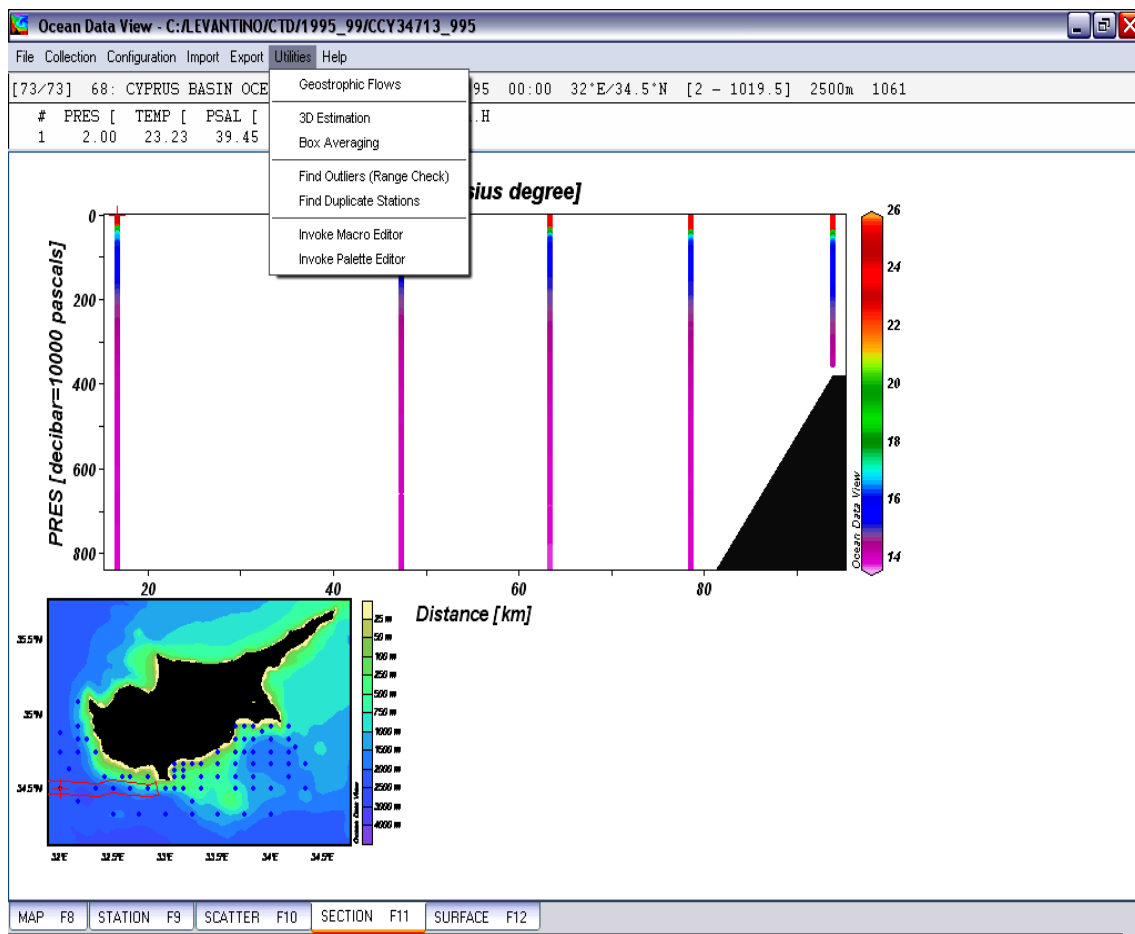 Ocean Data View - C:/LEVANTINO/CTD/1995_99/CCY34713_995
File Collection Configuration Import Export Utilities Help
[73/73] 68: CYPRUS BASIN OCE 95 00:00 32°E/34.5°N [2 - 1019.5] 2500m 1061
# PRES [ TEMP [ PSAL [ .H
1 2.00 23.23 39.45
Geostrophic Flows
3D Estimation
Box Averaging
Find Outliers (Range Check)
Find Duplicate Stations
Invoke Macro Editor
Invoke Palette Editor
sius degree]
PRES [decibar=10000 pascals]
0
200
400
600
800
20
40
60
80
Distance [km]
26
24
22
20
18
16
14
Ocean Data View
35.5°N
35°N
34.5°N
32°E
32.5°E
33°E
33.5°E
34°E
34.5°E
25 m
50 m
100 m
250 m
500 m
750 m
1000 m
1500 m
2000 m
2500 m
3000 m
4000 m
Ocean Data View
MAP F8 STATION F9 SCATTER F10 SECTION F11 SURFACE F12